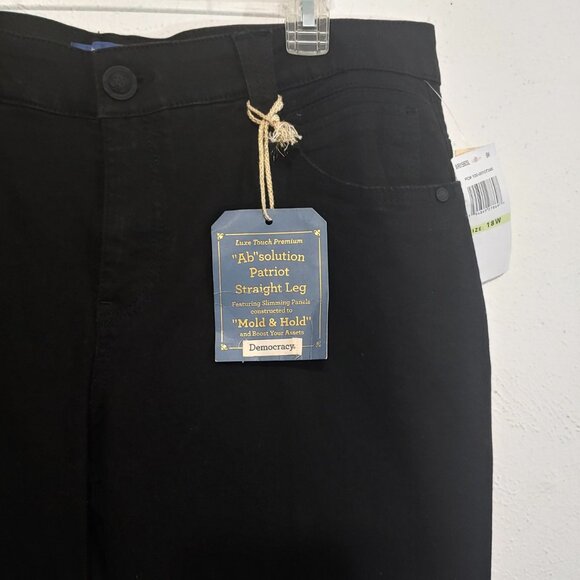 Luxe Touch Premium
"Ab"solution
Patriot
Straight Leg
Featuring Slimming Panels
constructed to
"Mold & Hold"
and Boost Your Assets
Democracy.
SIZE: 18W